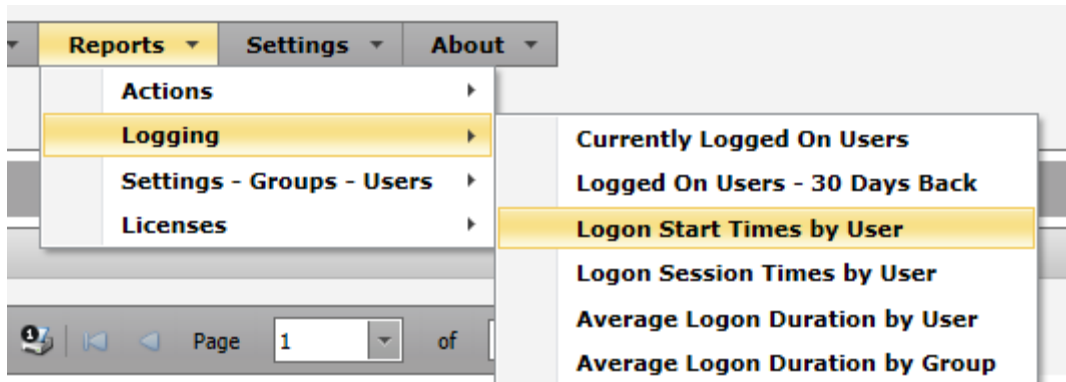 Reports Settings About
Actions
Logging
Settings - Groups - Users
Licenses
Currently Logged On Users
Logged On Users - 30 Days Back
Logon Start Times by User
Logon Session Times by User
Average Logon Duration by User
Average Logon Duration by Group
1 Page 1 of